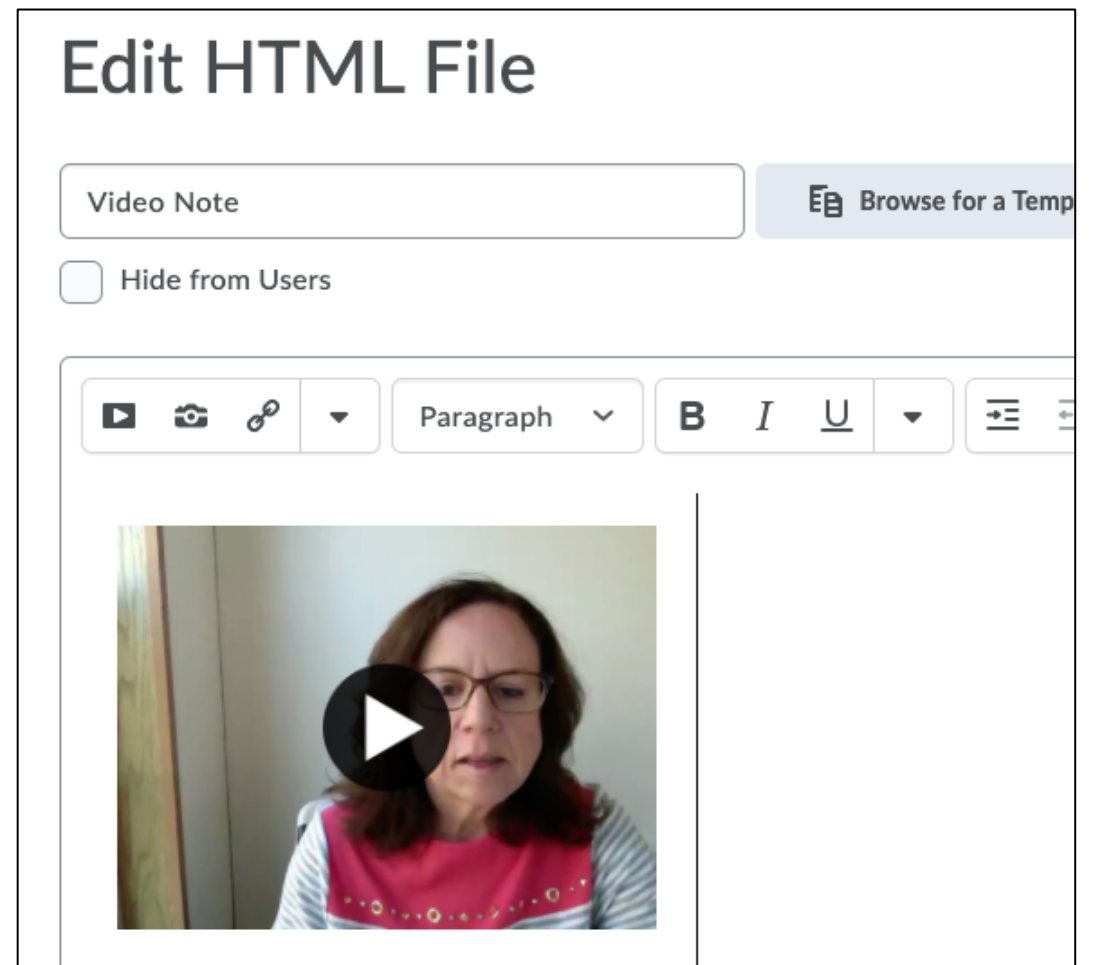 Edit HTML File
Video Note
Browse for a Temp
Hide from Users
Paragraph
B I U